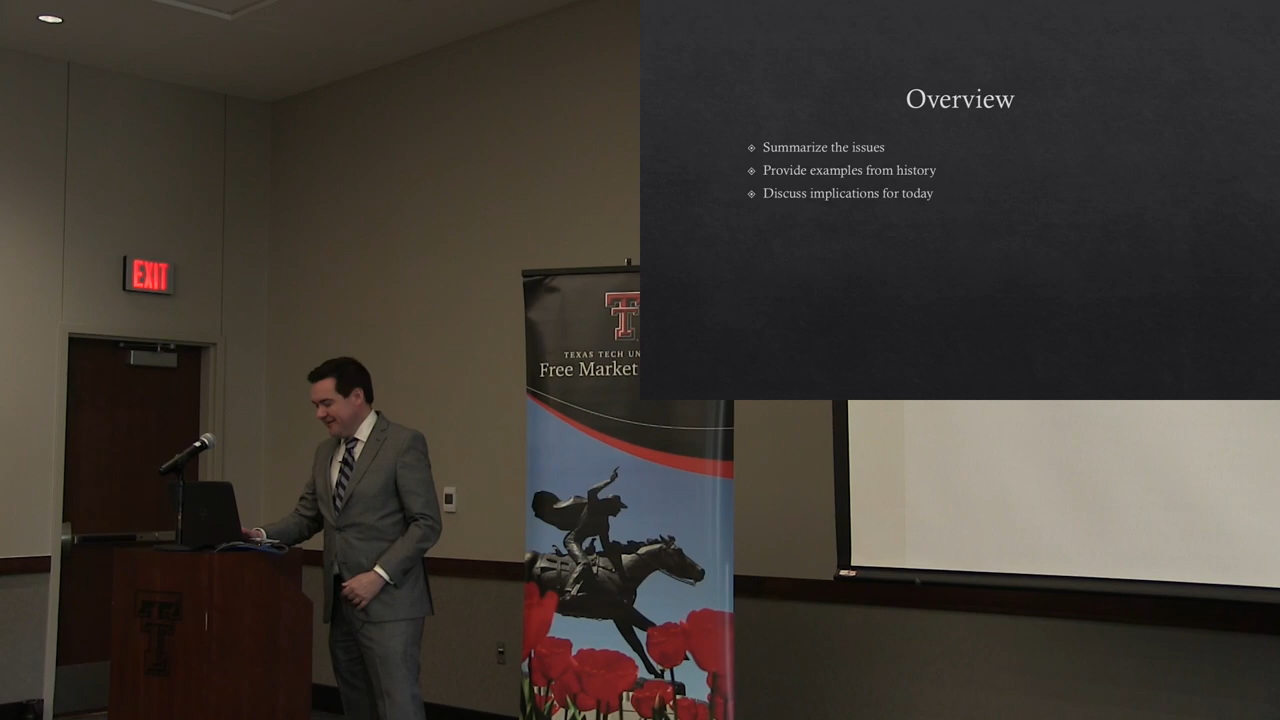 Overview
Summarize the issues
Provide examples from history
Discuss implications for today
EXIT
TEXAS TECH UN
Free Market